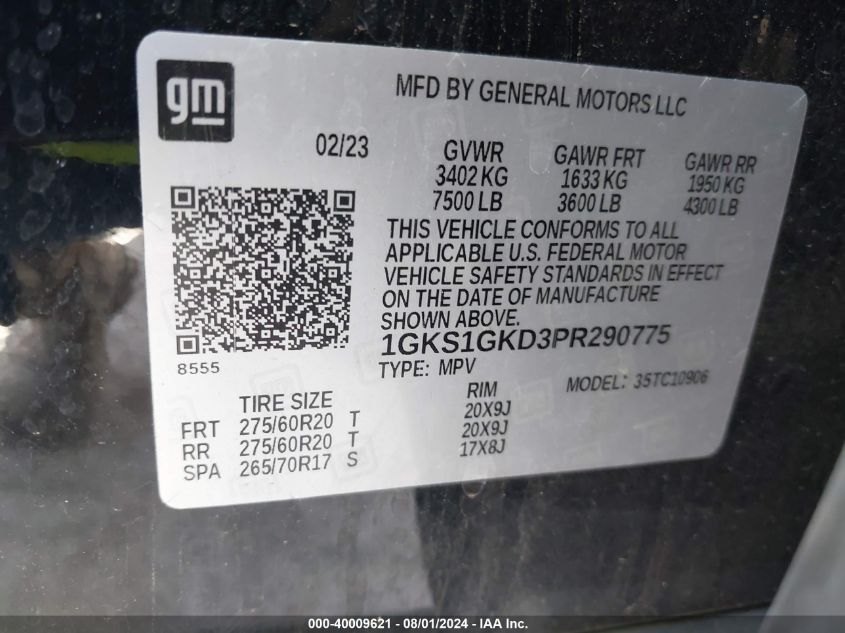 gm
MFD BY GENERAL MOTORS LLC
02/23 GVWR GAWR FRT GAWR RR
3402 KG 1633 KG 1950 KG
7500 LB 3600 LB 4300 LB
THIS VEHICLE CONFORMS TO ALL
APPLICABLE U.S. FEDERAL MOTOR
VEHICLE SAFETY STANDARDS IN EFFECT
ON THE DATE OF MANUFACTURE
SHOWN ABOVE.
1GKS1GKD3PR290775
8555
TYPE: MPV MODEL: 35TC10906
TIRE SIZE RIM
FRT 275/60R20 T 20X9J
RR 275/60R20 T 20X9J
SPA 265/70R17 S 17X8J
000-40009621 - 08/01/2024 - IAA Inc.